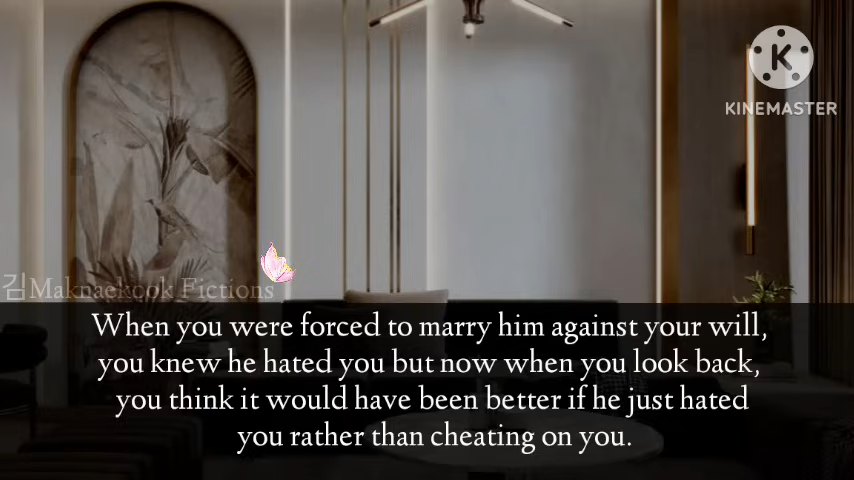 KINEMASTER
김Maknaekook Fictions
When you were forced to marry him against your will,
you knew he hated you but now when you look back,
you think it would have been better if he just hated
you rather than cheating on you.